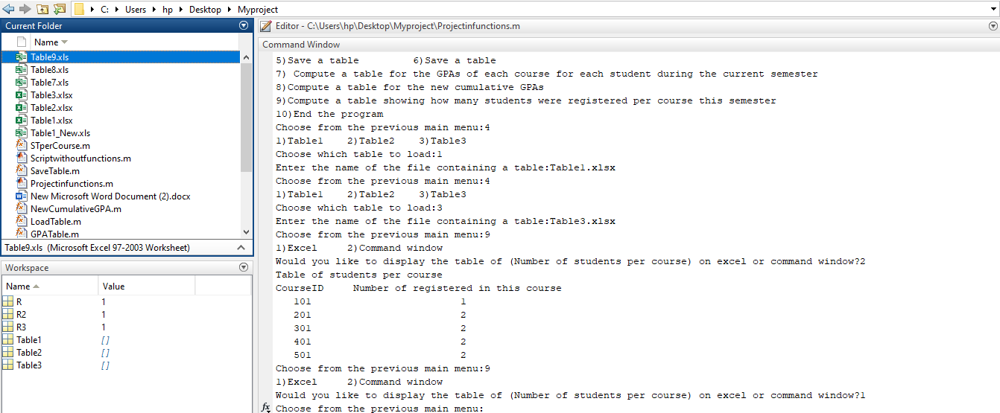 C: Users hp Desktop Myproject
Current Folder
Name
Table9.xls
Table8.xls
Table7.xls
Table3.xlsx
Table2.xlsx
Table1.xlsx
Table1_New.xls
STperCourse.m
Scriptwithoutfunctions.m
SaveTable.m
Projectinfunctions.m
New Microsoft Word Document (2).docx
NewCumulativeGPA.m
LoadTable.m
GPATable.m
Table9.xls (Microsoft Excel 97-2003 Worksheet)
Workspace
Name Value
R 1
R2 1
R3 1
Table1 []
Table2 []
Table3 []
Editor - C:\Users\hp\Desktop\Myproject\Projectinfunctions.m
Command Window
5)Save a table 6)Save a table
7) Compute a table for the GPAs of each course for each student during the current semester
8)Compute a table for the new cumulative GPAs
9)Compute a table showing how many students were registered per course this semester
10)End the program
Choose from the previous main menu:4
1)Table1 2)Table2 3)Table3
Choose which table to load:1
Enter the name of the file containing a table:Table1.xlsx
Choose from the previous main menu:4
1)Table1 2)Table2 3)Table3
Choose which table to load:3
Enter the name of the file containing a table:Table3.xlsx
Choose from the previous main menu:9
1)Excel 2)Command window
Would you like to display the table of (Number of students per course) on excel or command window?2
Table of students per course
CourseID Number of registered in this course
101 1
201 2
301 2
401 2
501 2
Choose from the previous main menu:9
1)Excel 2)Command window
Would you like to display the table of (Number of students per course) on excel or command window?1
fx Choose from the previous main menu: